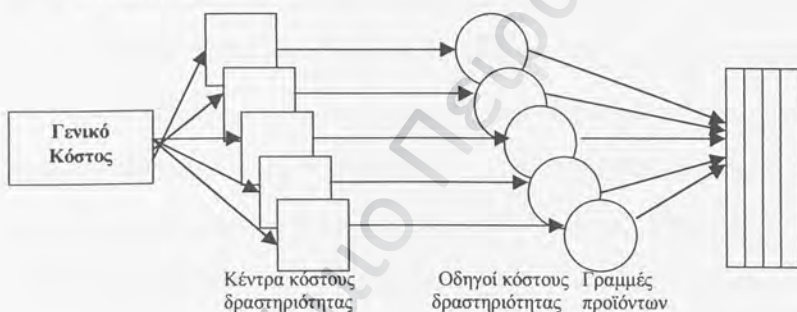 Γενικό
Κόστος
Κέντρα κόστους
δραστηριότητας
Οδηγοί κόστους
δραστηριότητας
Γραμμές
προϊόντων